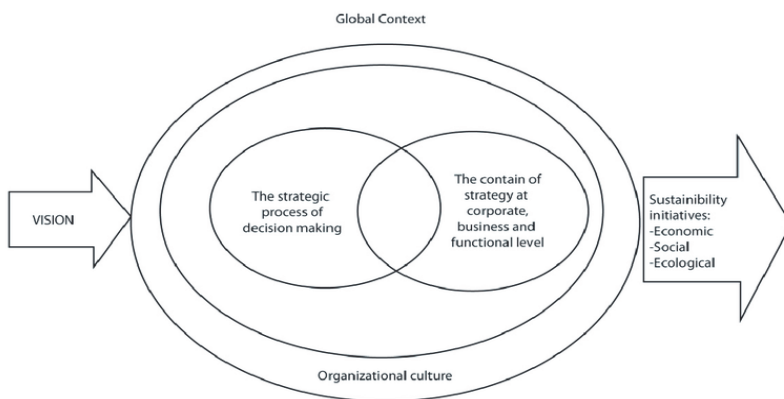 Global Context
VISION
The strategic
process of
decision making
The contain of
strategy at
corporate,
business and
functional level
Sustainibility
initiatives:
-Economic
-Social
-Ecological
Organizational culture